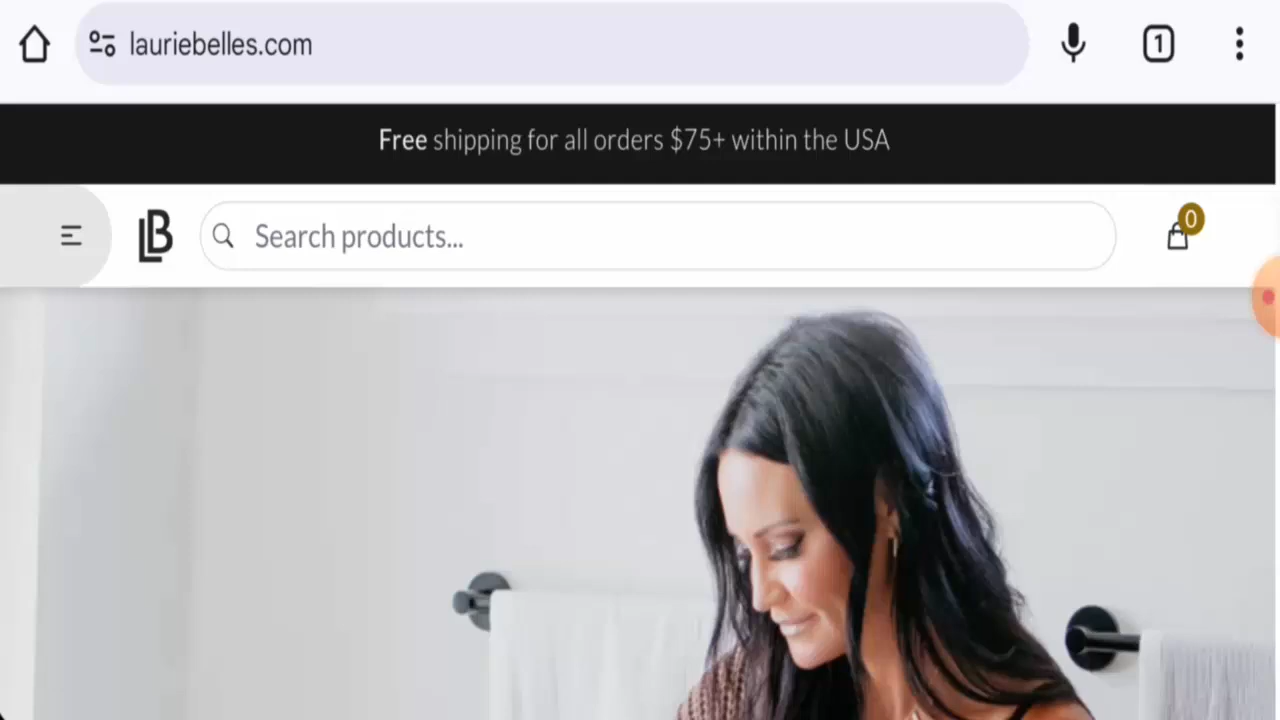 lauriebelles.com
1
Free shipping for all orders $75+ within the USA
LB
Search products...
0